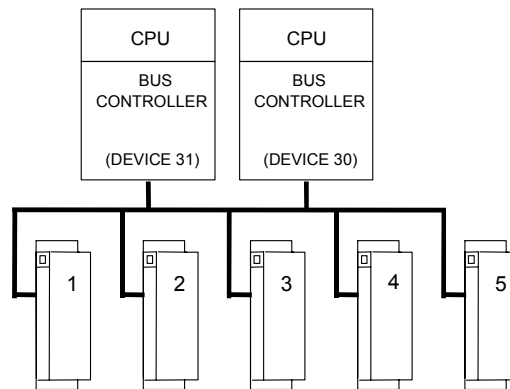 CPU
BUS
CONTROLLER
(DEVICE 31)
CPU
BUS
CONTROLLER
(DEVICE 30)
1
2
3
4
5